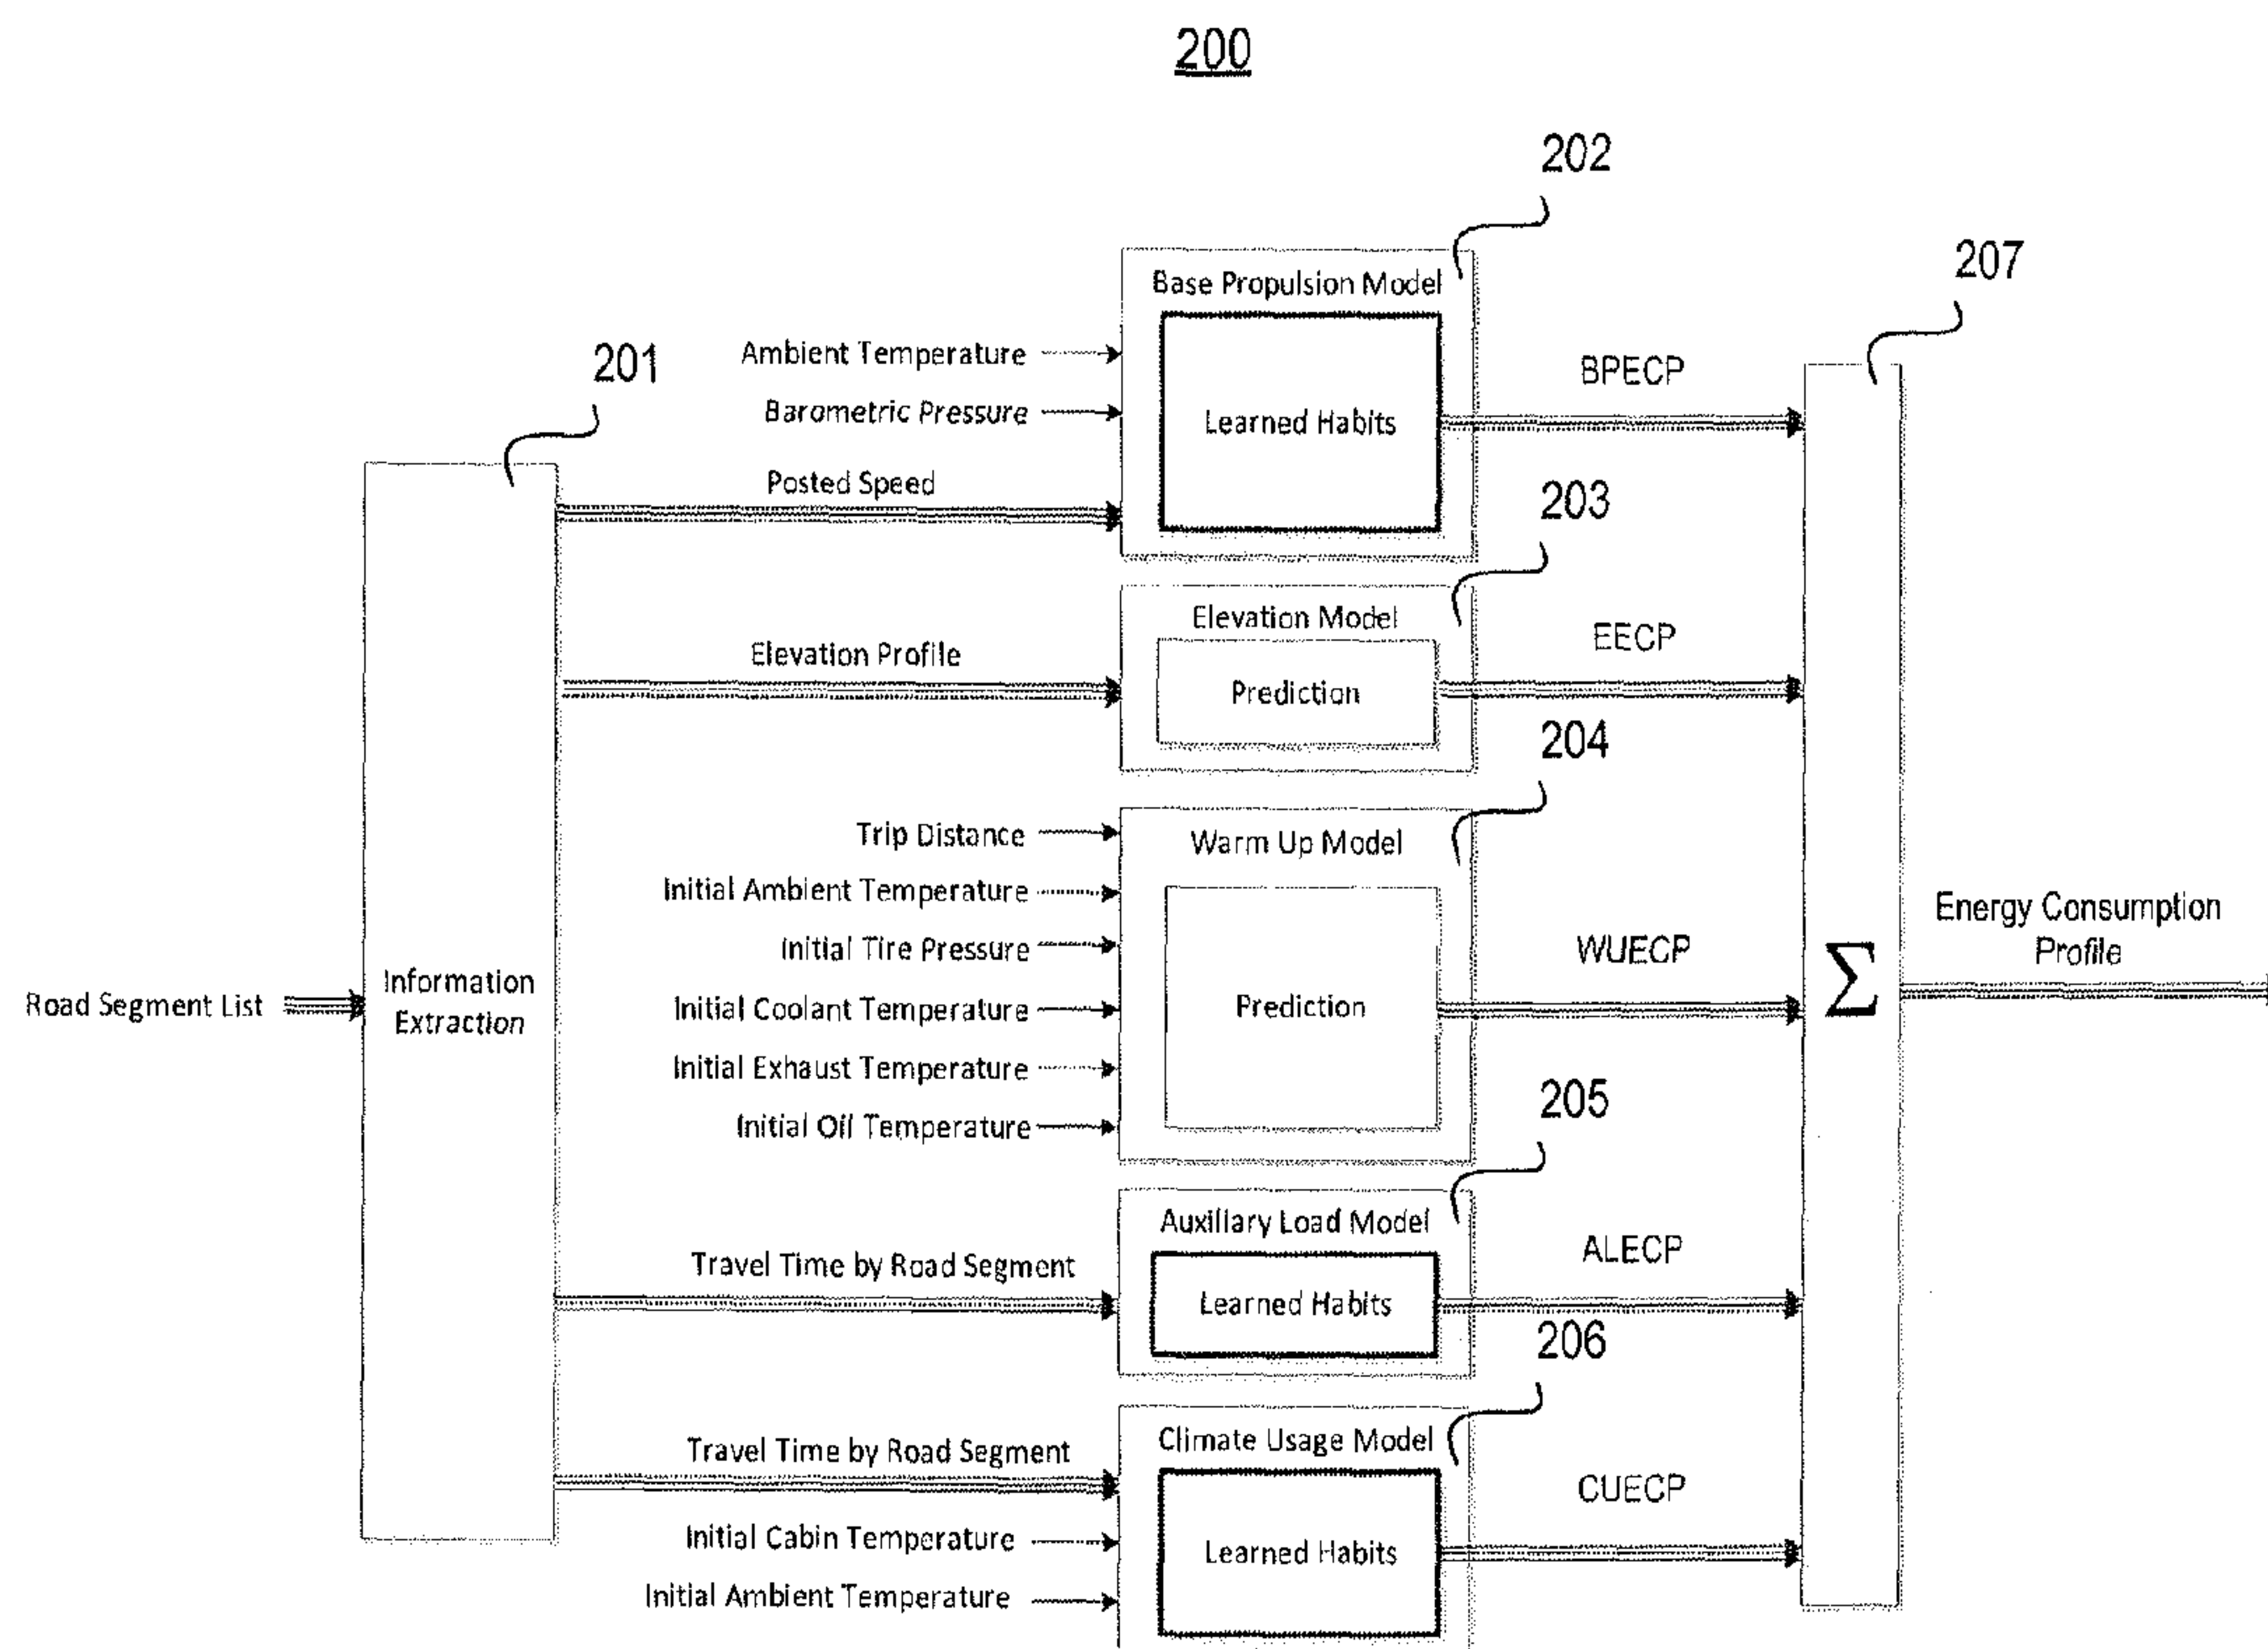 200
202
Base Propulsion Model
207
Ambient Temperature
201
BPECP
Barometric Pressure
Learned Habits
Posted Speed
203
Elevation Model
EECP
Elevation Profile
Prediction
204
Trip Distance
Warm Up Model
Initial Ambient Temperature
Energy Consumption
Profile
Initial Tire Pressure
WUECP
Σ
Road Segment List
Information
Extraction
Initial Coolant Temperature
Prediction
Initial Exhaust Temperature
205
Initial Oil Temperature
Auxillary Load Model
ALECP
Travel Time by Road Segment
Learned Habits
206
Travel Time by Road Segment
Climate Usage Model
CUECP
Initial Cabin Temperature
Learned Habits
Initial Ambient Temperature